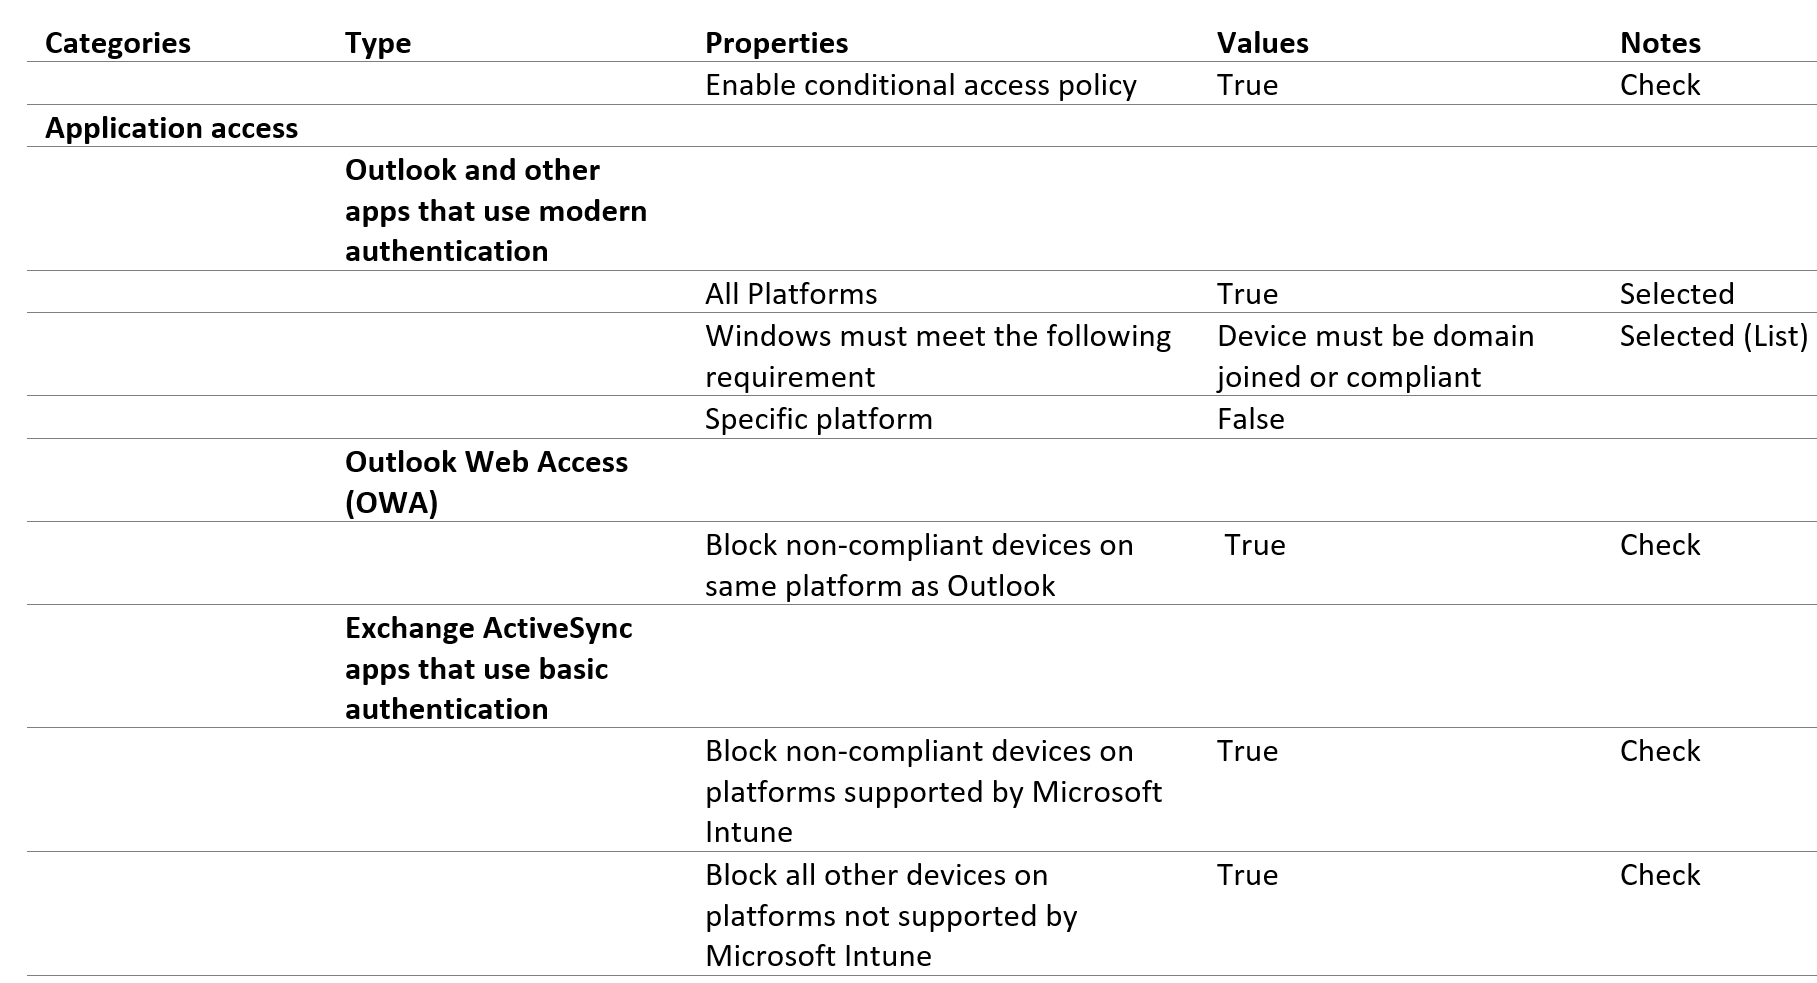 Categories Type Properties Values Notes
Enable conditional access policy True Check
Application access
Outlook and other
apps that use modern
authentication
All Platforms True Selected
Windows must meet the following Device must be domain Selected (List)
requirement joined or compliant
Specific platform False
Outlook Web Access
(OWA)
Block non-compliant devices on True Check
same platform as Outlook
Exchange ActiveSync
apps that use basic
authentication
Block non-compliant devices on True Check
platforms supported by Microsoft
Intune
Block all other devices on True Check
platforms not supported by
Microsoft Intune